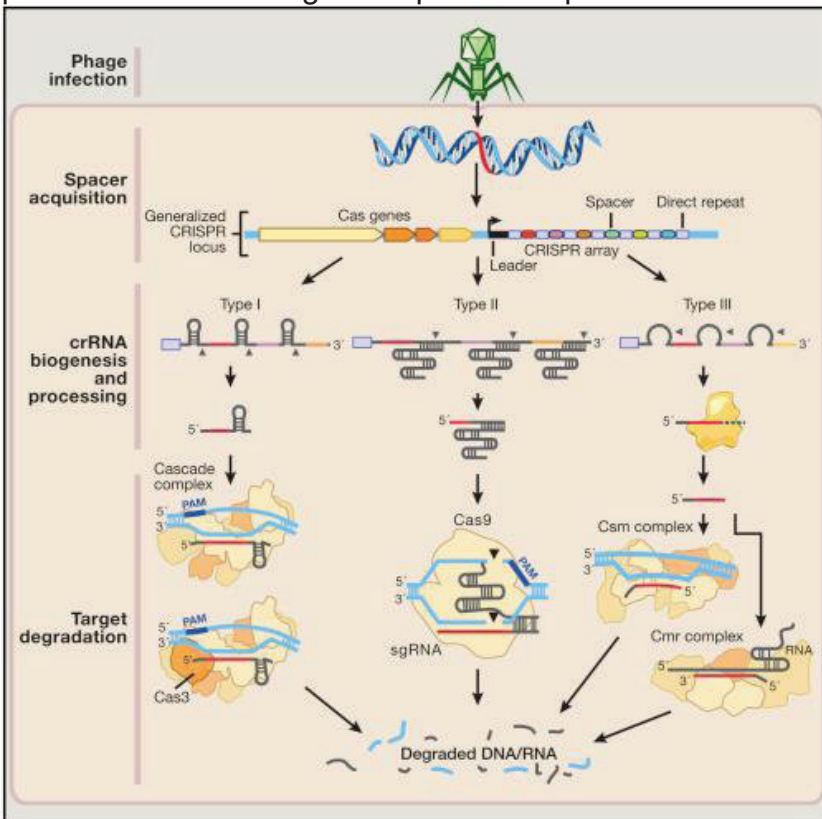 Phage
infection
Spacer
acquisition
Generalized
CRISPR
locus
Cas genes
Spacer
Direct repeat
Leader
CRISPR array
crRNA
biogenesis
and
processing
Type I
Type II
Type III
3´
3´
3´
5´
5´
5´
5´
Target
degradation
Cascade
complex
PAM
5´
3´
5´
PAM
5´
3´
5´
Cas3
Cas9
PAM
5´
3´
sgRNA
Csm complex
5´
3´
5´
Cmr complex
RNA
5´
3´
5´
Degraded DNA/RNA